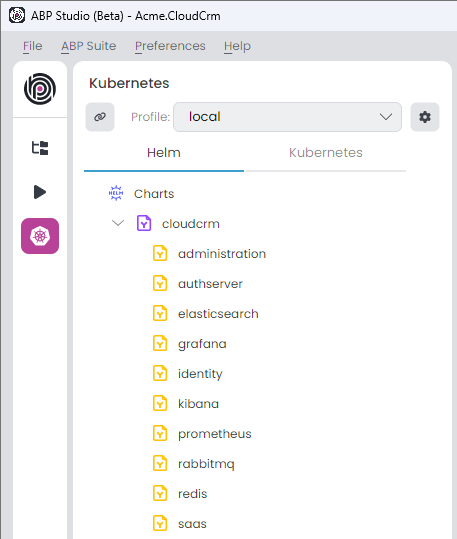 ABP Studio (Beta) - Acme.CloudCrm
File ABP Suite Preferences Help
Kubernetes
Profile: local
Helm Kubernetes
HELM Charts
cloudcrm
administration
authserver
elasticsearch
grafana
identity
kibana
prometheus
rabbitmq
redis
saas